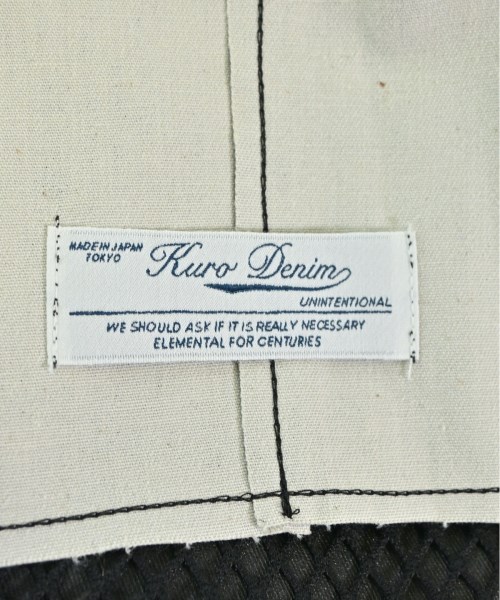 MADE IN JAPAN
TOKYO
Kuro Denim
UNINTENTIONAL
WE SHOULD ASK IF IT IS REALLY NECESSARY
ELEMENTAL FOR CENTURIES